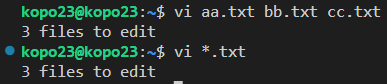 kopo23@kopo23:~$ vi aa.txt bb.txt cc.txt
3 files to edit
kopo23@kopo23:~$ vi *.txt
3 files to edit